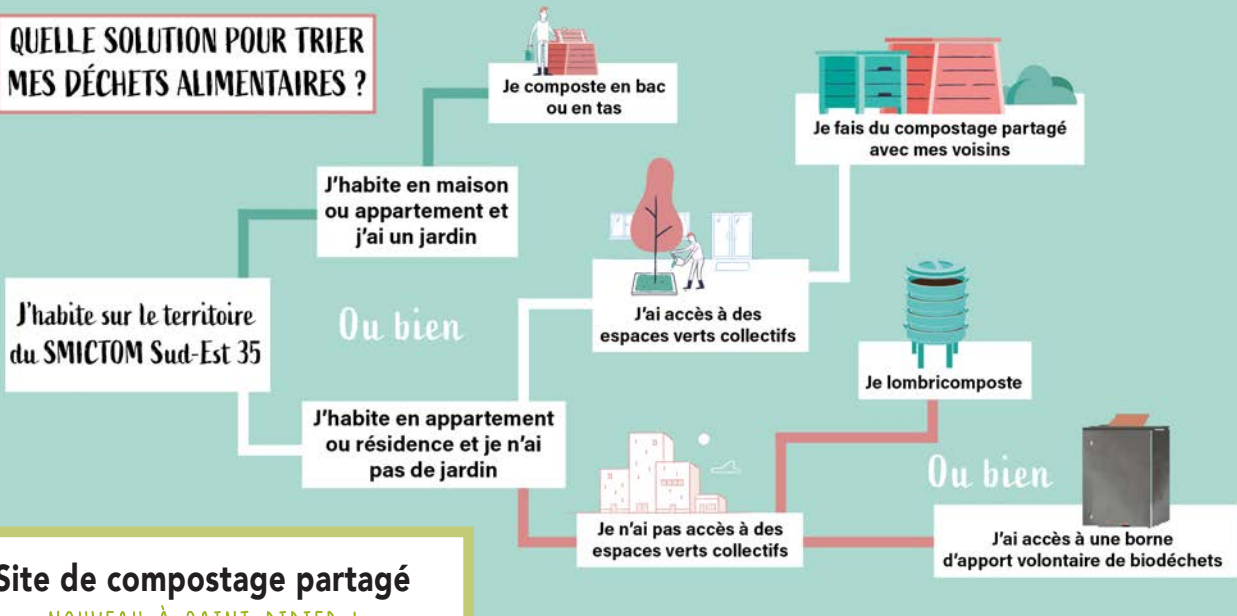 QUELLE SOLUTION POUR TRIER
MES DÉCHETS ALIMENTAIRES ?
Je composte en bac
ou en tas
Je fais du compostage partagé
avec mes voisins
J'habite en maison
ou appartement et
j'ai un jardin
J'habite sur le territoire
du SMICTOM Sud-Est 35
Ou bien
J'ai accès à des
espaces verts collectifs
Je lombricomposte
J'habite en appartement
ou résidence et je n'ai
pas de jardin
Ou bien
Je n'ai pas accès à des
espaces verts collectifs
J'ai accès à une borne
d'apport volontaire de biodéchets
Site de compostage partagé
NOUVEAU À SAINT-DIDIER !